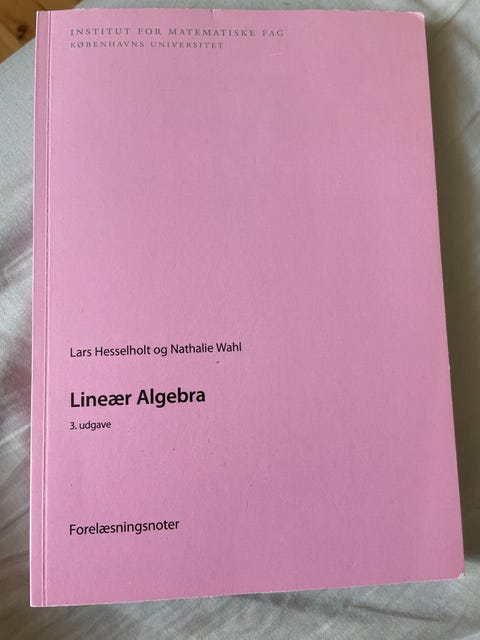 INSTITUT FOR MATEMATISKE FAG
KØBENHAVNS UNIVERSITET
Lars Hesselholt og Nathalie Wahl
Lineær Algebra
3. udgave
Forelæsningsnoter